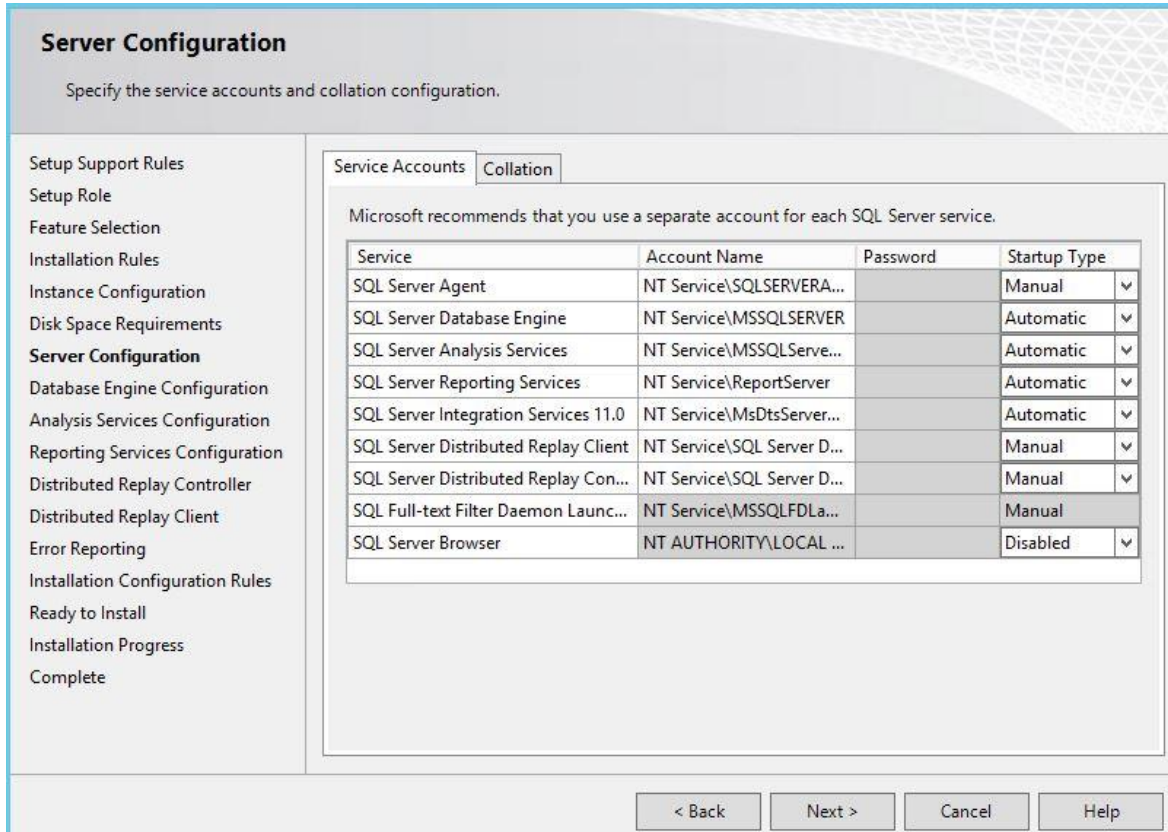 Server Configuration
Specify the service accounts and collation configuration.
Setup Support Rules
Setup Role
Feature Selection
Installation Rules
Instance Configuration
Disk Space Requirements
Server Configuration
Database Engine Configuration
Analysis Services Configuration
Reporting Services Configuration
Distributed Replay Controller
Distributed Replay Client
Error Reporting
Installation Configuration Rules
Ready to Install
Installation Progress
Complete
Service Accounts Collation
Microsoft recommends that you use a separate account for each SQL Server service.
Service Account Name Password Startup Type
SQL Server Agent NT Service\SQLSERVERA... Manual
SQL Server Database Engine NT Service\MSSQLSERVER Automatic
SQL Server Analysis Services NT Service\MSSQLServe... Automatic
SQL Server Reporting Services NT Service\ReportServer Automatic
SQL Server Integration Services 11.0 NT Service\MsDtsServer... Automatic
SQL Server Distributed Replay Client NT Service\SQL Server D... Manual
SQL Server Distributed Replay Con... NT Service\SQL Server D... Manual
SQL Full-text Filter Daemon Launc... NT Service\MSSQLFDLa... Manual
SQL Server Browser NT AUTHORITY\LOCAL ... Disabled
< Back Next > Cancel Help